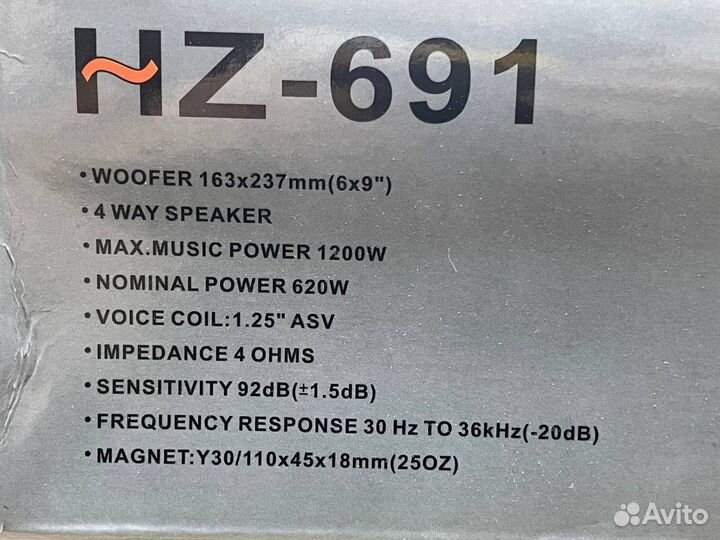 HZ-691
•WOOFER 163x237mm(6x9")
•4 WAY SPEAKER
•MAX.MUSIC POWER 1200W
•NOMINAL POWER 620W
•VOICE COIL:1.25" ASV
•IMPEDANCE 4 OHMS
•SENSITIVITY 92dB(±1.5dB)
•FREQUENCY RESPONSE 30 Hz TO 36kHz(-20dB)
•MAGNET:Y30/110x45x18mm(25OZ)
Avito